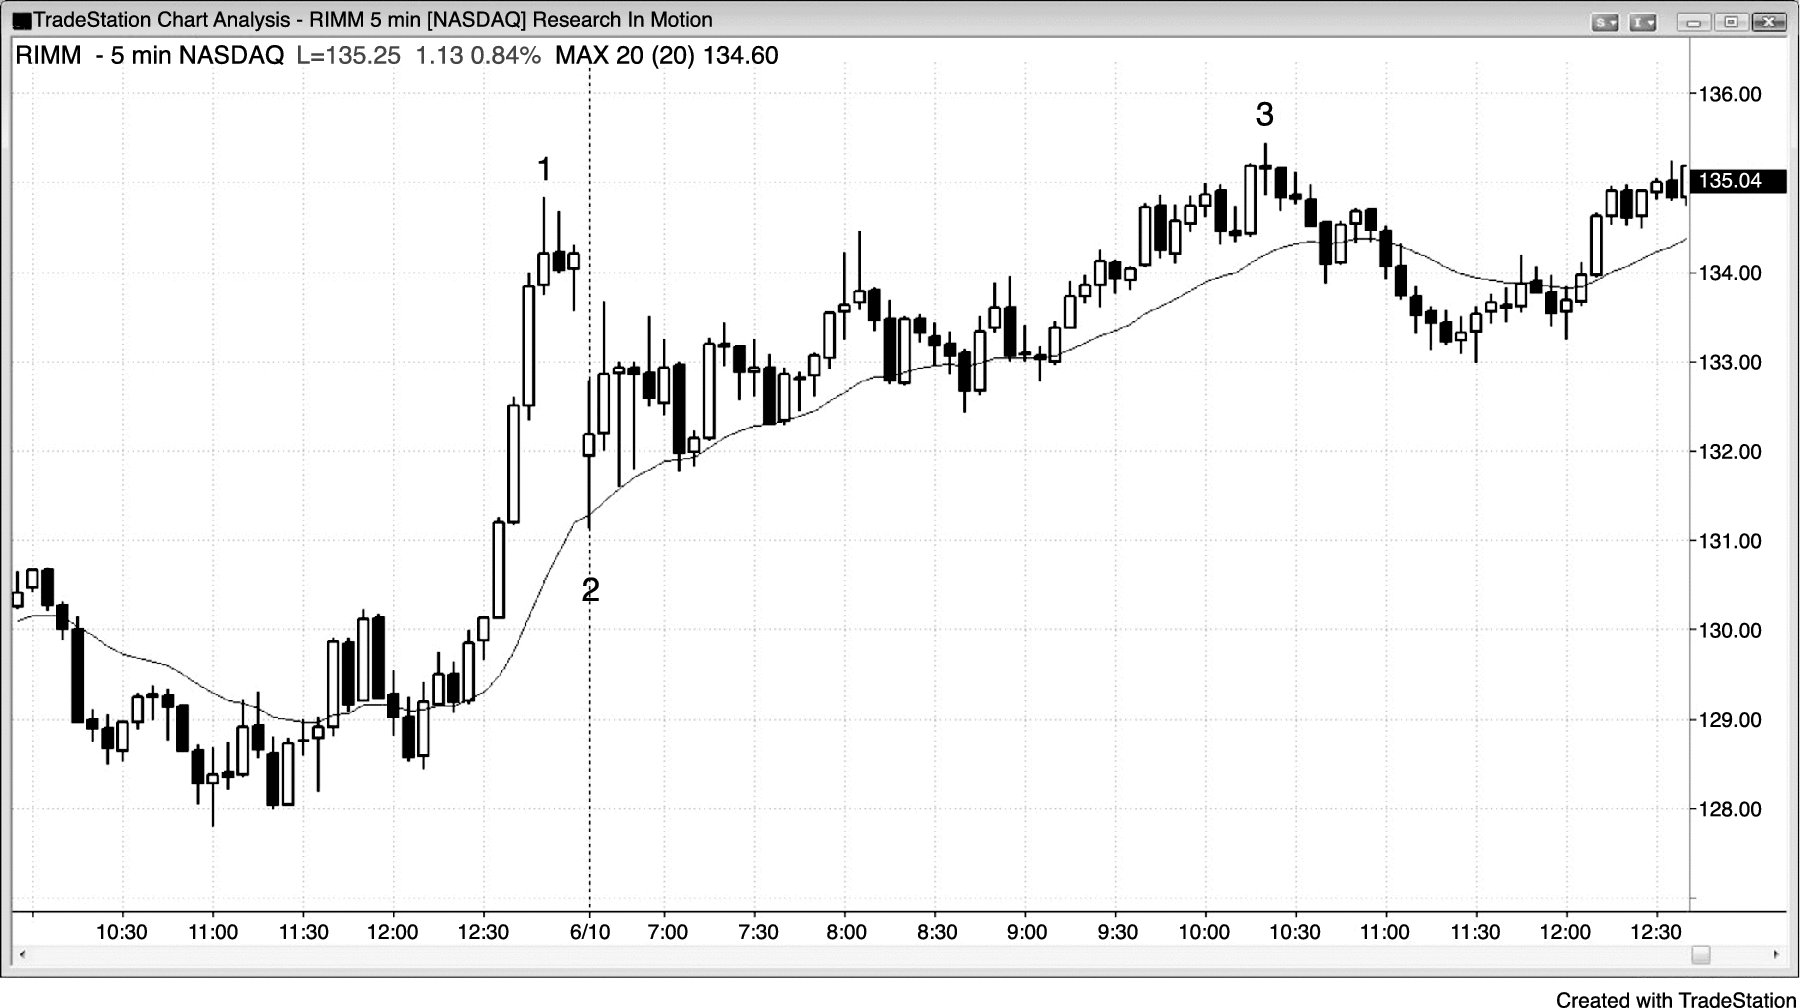 TradeStation Chart Analysis - RIMM 5 min [NASDAQ] Research In Motion
S
I
RIMM - 5 min NASDAQ L=135.25 1.13 0.84% MAX 20 (20) 134.60
136.00
3
1
135.04
134.00
133.00
132.00
131.00
2
130.00
129.00
128.00
10:30 11:00 11:30 12:00 12:30 6/10 7:00 7:30 8:00 8:30 9:00 9:30 10:00 10:30 11:00 11:30 12:00 12:30
Created with TradeStation